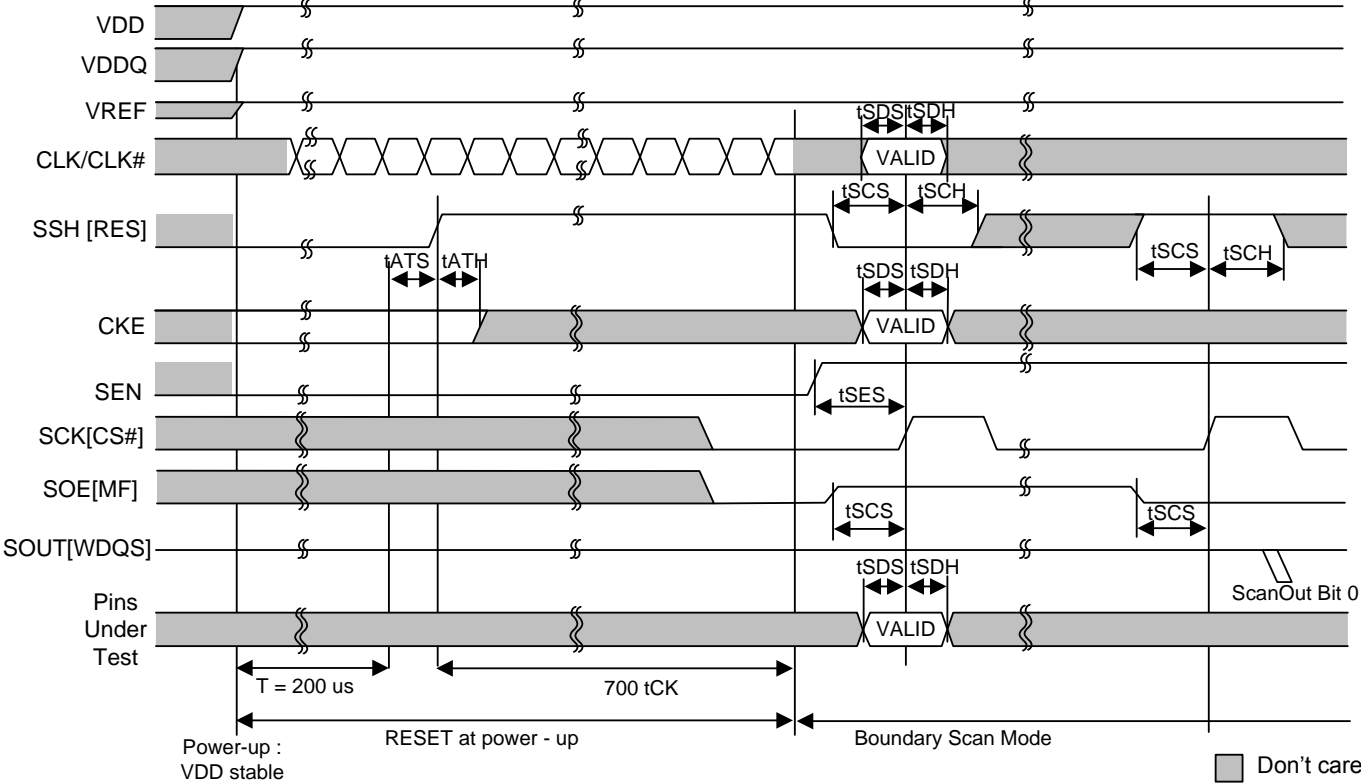 VDD
VDDQ
VREF
tSDS tSDH
CLK/CLK#
VALID
tSCS tSCH
SSH [RES]
tATS tATH
tSCS tSCH
tSDS tSDH
CKE
VALID
SEN
tSES
SCK[CS#]
SOE[MF]
tSCS
tSCS
SOUT[WDQS]
tSDS tSDH
ScanOut Bit 0
Pins
Under
Test
VALID
T = 200 us
700 tCK
RESET at power - up
Boundary Scan Mode
Power-up :
VDD stable
Don't care